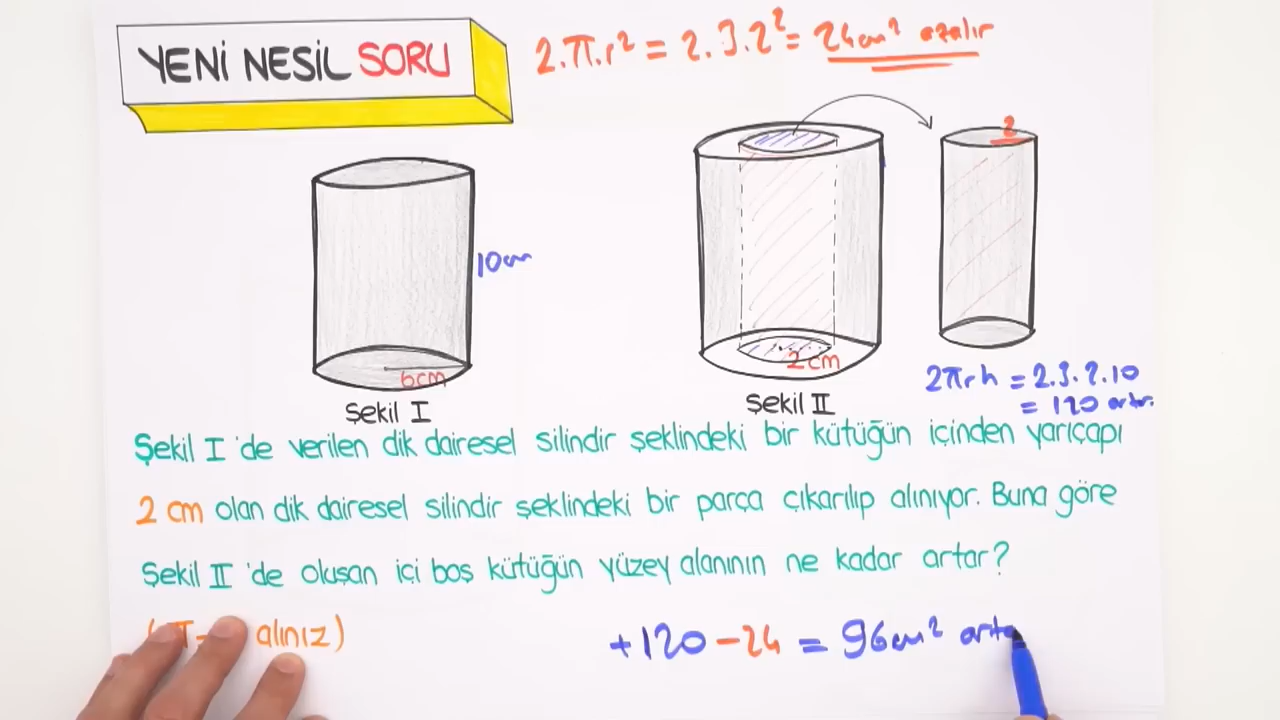 YENİ NESİL SORU
2.π.r² = 2.3.2² = 24cm² azalır
2
10cm
6cm
2cm
Şekil I
Şekil II
2πrh = 2.3.2.10
= 120 artar.
Şekil I 'de verilen dik dairesel silindir şeklindeki bir kütüğün içinden yarıçapı
2 cm olan dik dairesel silindir şeklindeki bir parça çıkarılıp alınıyor. Buna göre
Şekil II 'de oluşan içi boş kütüğün yüzey alanının ne kadar artar?
(π alınız)
+120 -24 = 96cm² arta